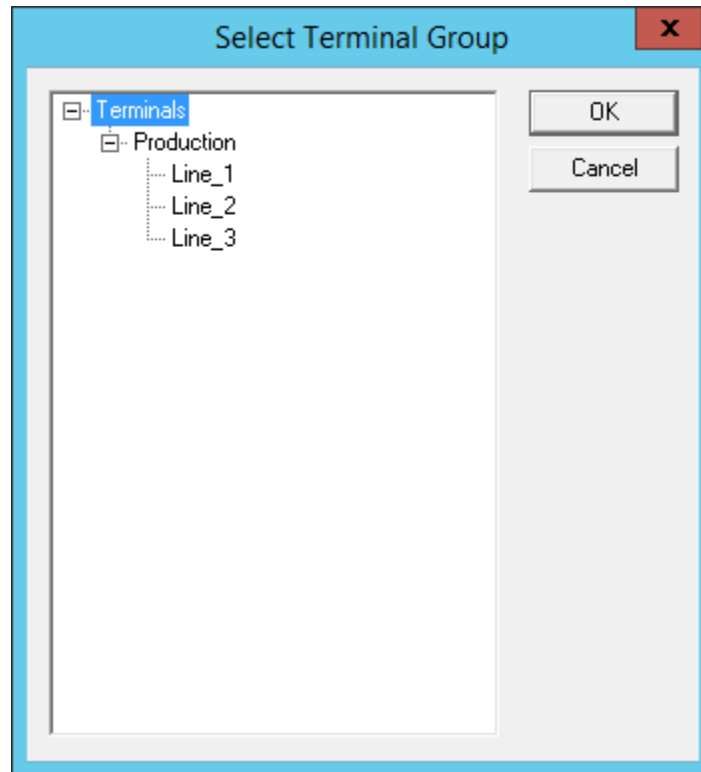 Select Terminal Group
x
Terminals
OK
Production
Cancel
Line_1
Line_2
Line_3